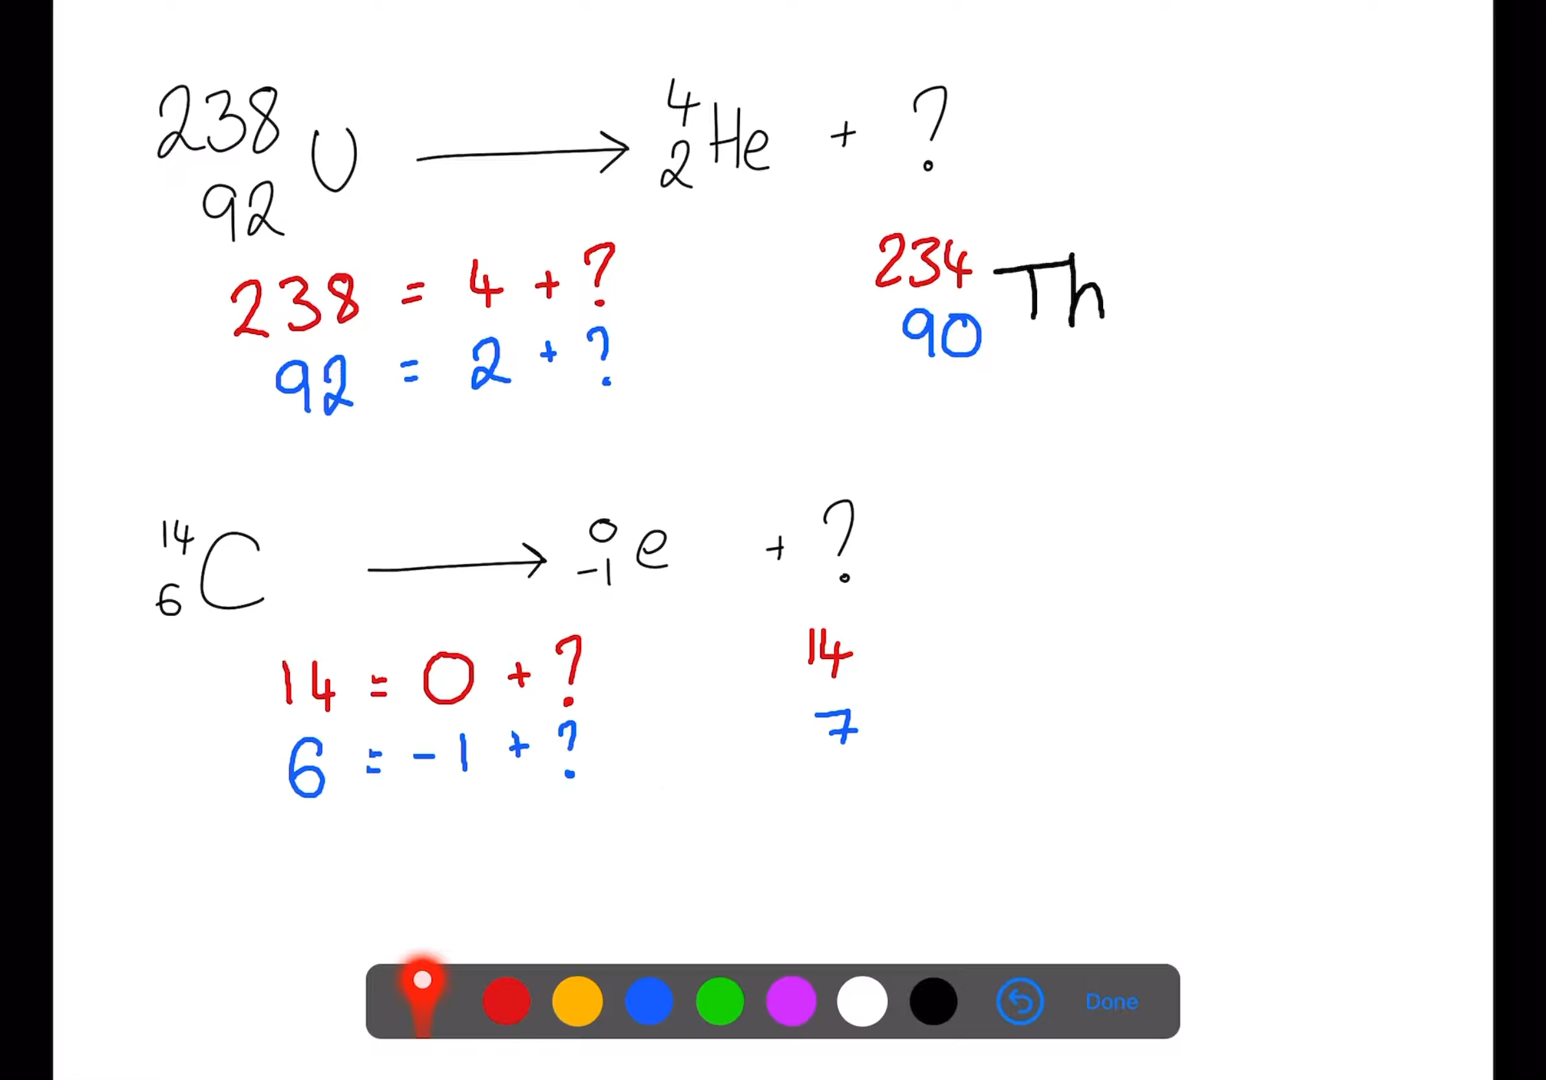 238
92 U → 4
2 He + ?
238 = 4 + ?
92 = 2 + ?
234
90 Th
14
6 C → 0
-1 e + ?
14 = 0 + ?
6 = -1 + ?
14
7
Done